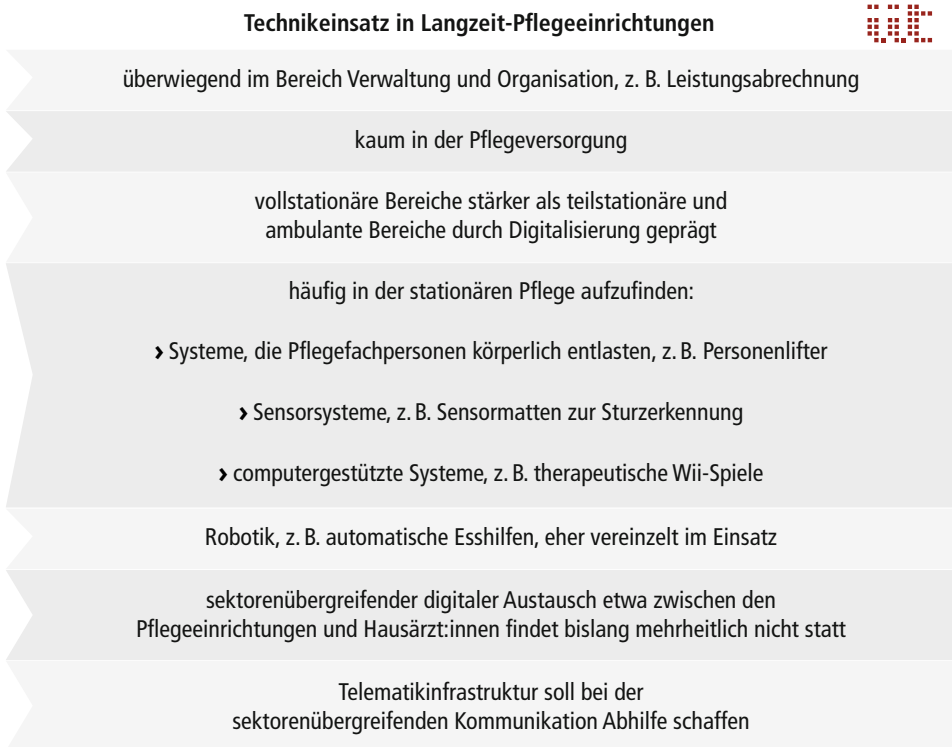 Technikeinsatz in Langzeit-Pflegeeinrichtungen
üut
überwiegend im Bereich Verwaltung und Organisation, z. B. Leistungsabrechnung
kaum in der Pflegeversorgung
vollstationäre Bereiche stärker als teilstationäre und
ambulante Bereiche durch Digitalisierung geprägt
häufig in der stationären Pflege aufzufinden:
› Systeme, die Pflegefachpersonen körperlich entlasten, z. B. Personenlifter
› Sensorsysteme, z. B. Sensormatten zur Sturzerkennung
› computergestützte Systeme, z. B. therapeutische Wii-Spiele
Robotik, z. B. automatische Esshilfen, eher vereinzelt im Einsatz
sektorenübergreifender digitaler Austausch etwa zwischen den
Pflegeeinrichtungen und Hausärzt:innen findet bislang mehrheitlich nicht statt
Telematikinfrastruktur soll bei der
sektorenübergreifenden Kommunikation Abhilfe schaffen